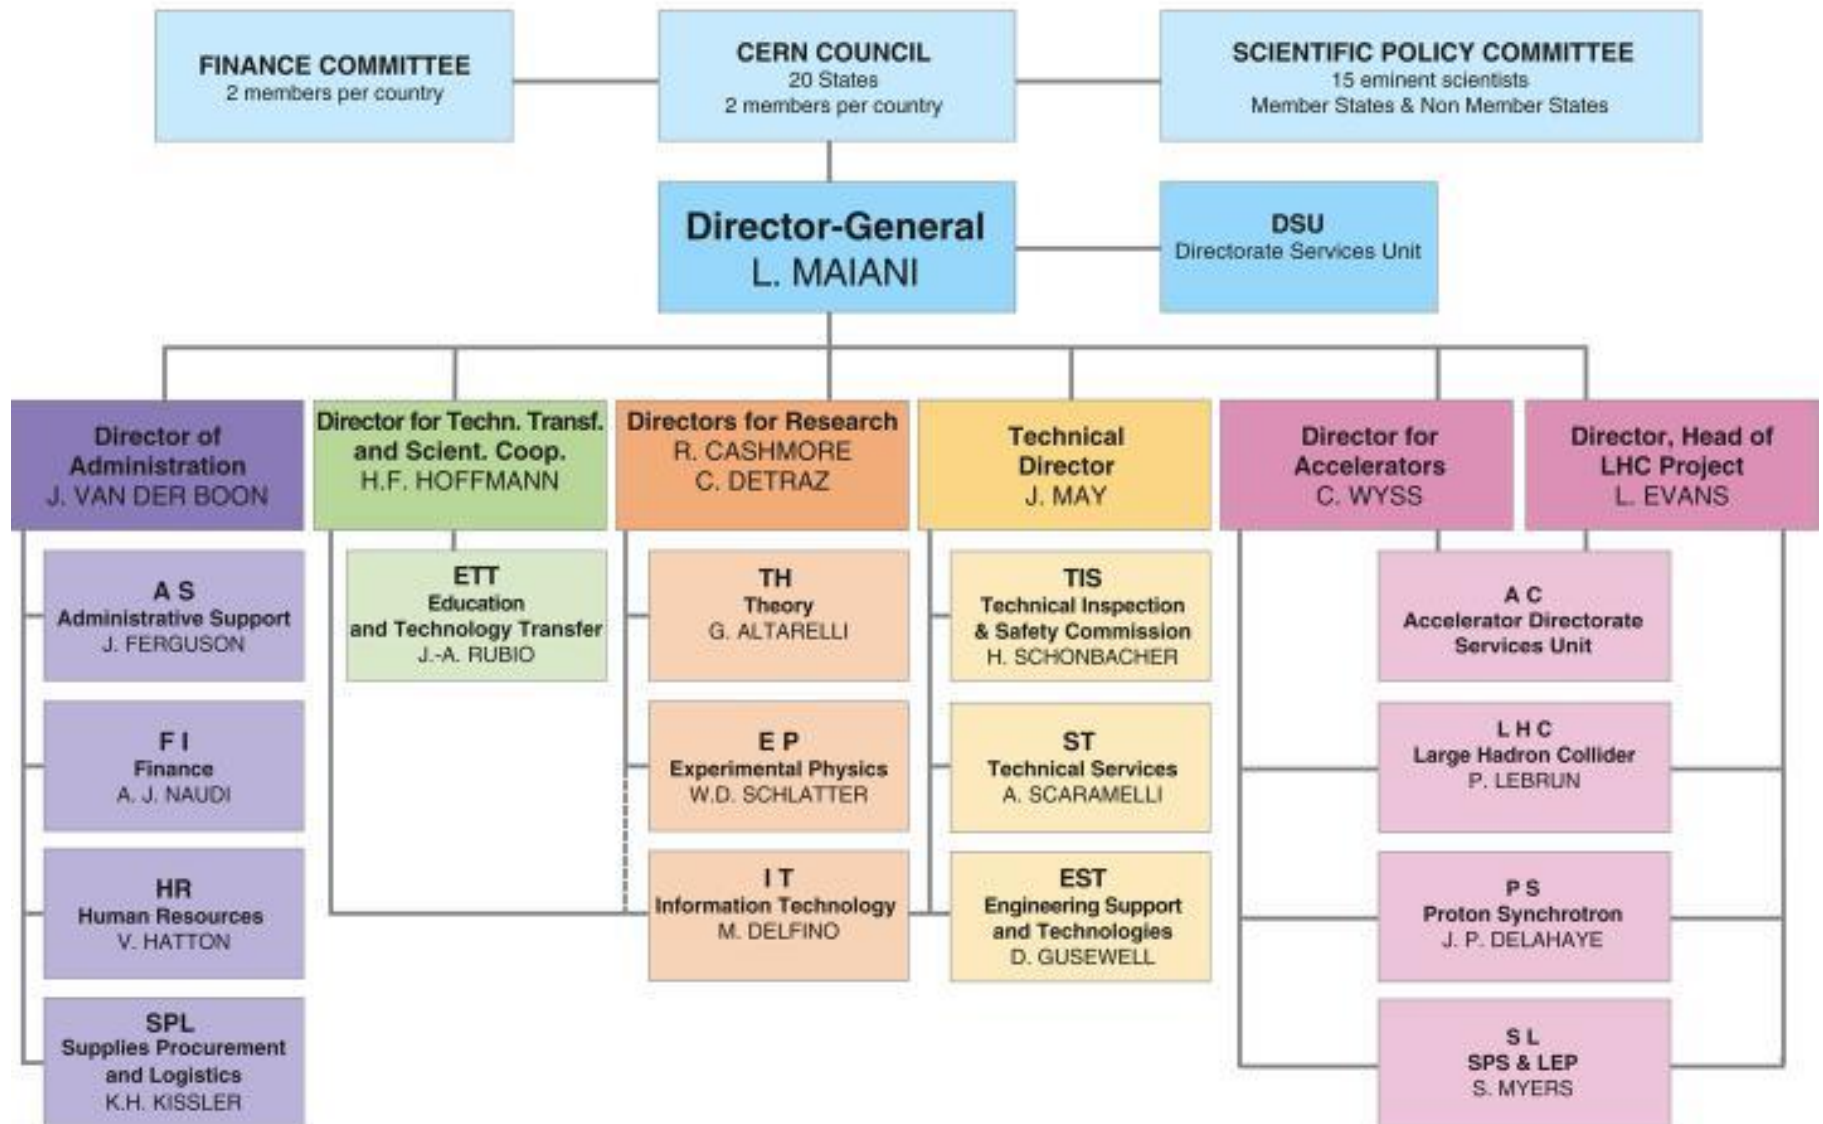 FINANCE COMMITTEE
2 members per country
CERN COUNCIL
20 States
2 members per country
SCIENTIFIC POLICY COMMITTEE
15 eminent scientists
Member States & Non Member States
Director-General
L. MAIANI
DSU
Directorate Services Unit
Director of
Administration
J. VAN DER BOON
Director for Techn. Transf.
and Scient. Coop.
H.F. HOFFMANN
Directors for Research
R. CASHMORE
C. DETRAZ
Technical
Director
J. MAY
Director for
Accelerators
C. WYSS
Director, Head of
LHC Project
L. EVANS
A S
Administrative Support
J. FERGUSON
F I
Finance
A. J. NAUDI
HR
Human Resources
V. HATTON
SPL
Supplies Procurement
and Logistics
K.H. KISSLER
ETT
Education
and Technology Transfer
J.-A. RUBIO
TH
Theory
G. ALTARELLI
E P
Experimental Physics
W.D. SCHLATTER
I T
Information Technology
M. DELFINO
TIS
Technical Inspection
& Safety Commission
H. SCHONBACHER
ST
Technical Services
A. SCARAMELLI
EST
Engineering Support
and Technologies
D. GUSEWELL
A C
Accelerator Directorate
Services Unit
L H C
Large Hadron Collider
P. LEBRUN
P S
Proton Synchrotron
J. P. DELAHAYE
S L
SPS & LEP
S. MYERS